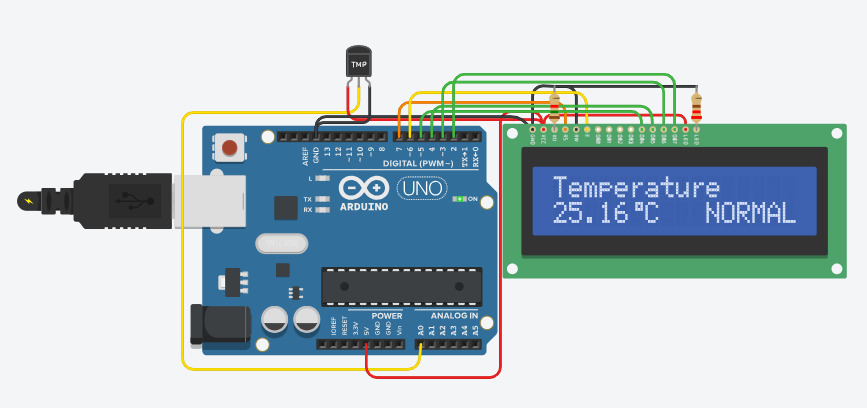 TMP
AREF
GND
13
12
~11
~10
~9
8
7
~6
~5
4
~3
2
TX→1
RX←0
DIGITAL (PWM~)
L
TX
RX
ARDUINO
UNO
ON
Temperature
25.16°C NORMAL
POWER
ANALOG IN
IOREF
RESET
3.3V
5V
GND
GND
Vin
A0
A1
A2
A3
A4
A5